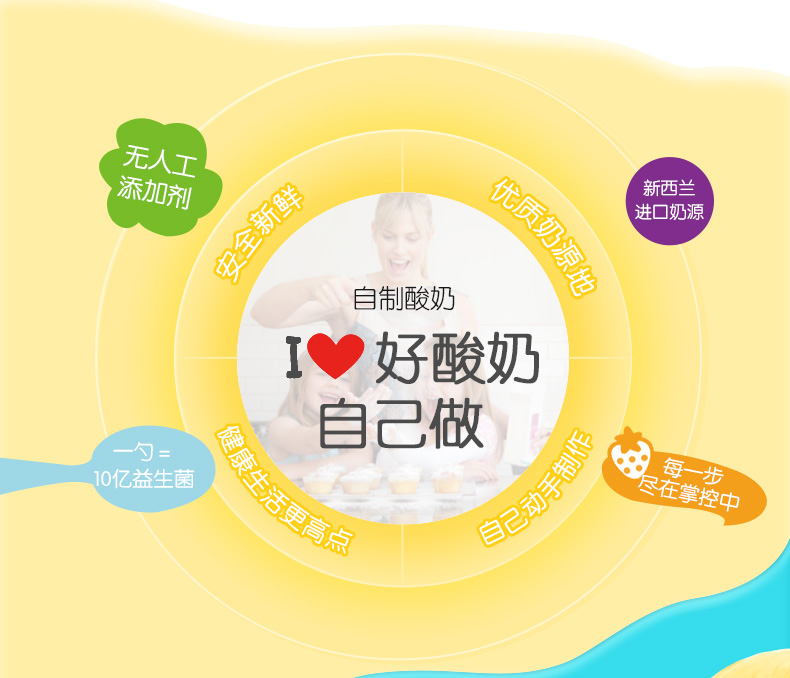 无人工
添加剂
新西兰
进口奶源
安全新鲜
优质奶源地
自制酸奶
I❤好酸奶
自己做
健康生活更高点
自己动手制作
一勺=
10亿益生菌
每一步
尽在掌控中